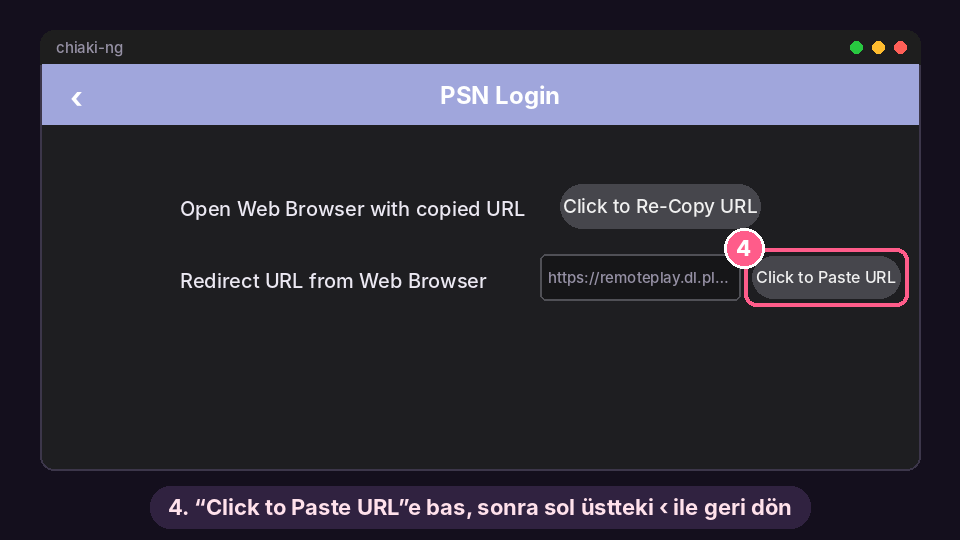 chiaki-ng
‹ PSN Login
Open Web Browser with copied URL Click to Re-Copy URL
4
Redirect URL from Web Browser https://remoteplay.dl.pl... Click to Paste URL
4. “Click to Paste URL”e bas, sonra sol üstteki ‹ ile geri dön